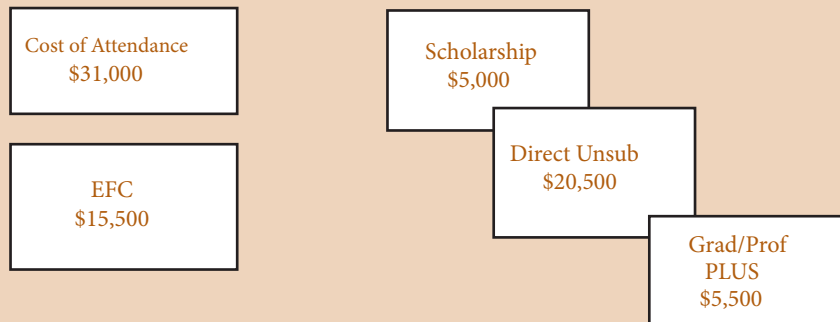 Cost of Attendance
$31,000
EFC
$15,500
Scholarship
$5,000
Direct Unsub
$20,500
Grad/Prof
PLUS
$5,500